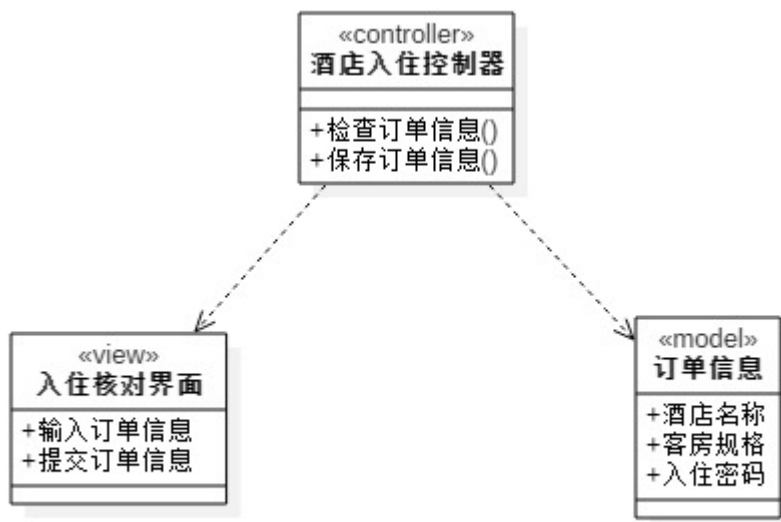 «controller»
酒店入住控制器
+检查订单信息()
+保存订单信息()
«view»
入住核对界面
+输入订单信息
+提交订单信息
«model»
订单信息
+酒店名称
+客房规格
+入住密码